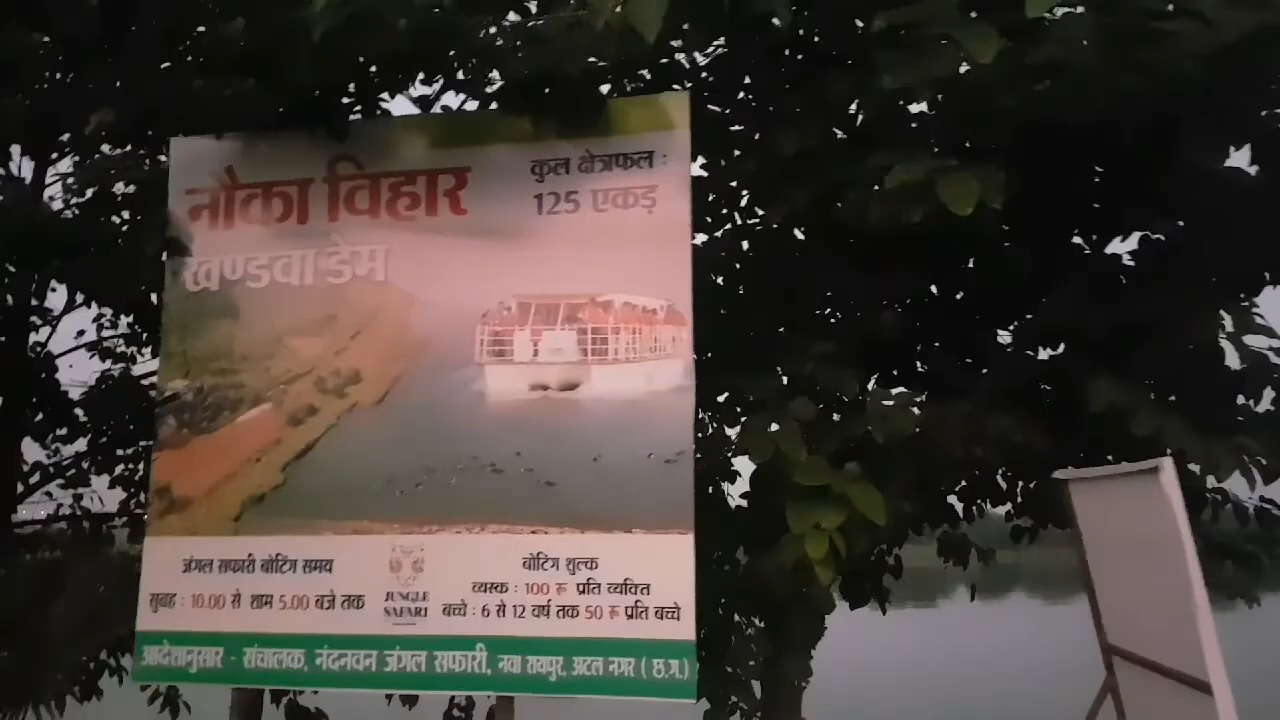 नौका विहार
खण्डवा डेम
कुल क्षेत्रफल :
125 एकड़
जंगल सफारी बोटिंग समय
सुबह : 10.00 से शाम 5.00 बजे तक
JUNGLE
SAFARI
बोटिंग शुल्क
व्यस्क : 100 रू प्रति व्यक्ति
बच्चे : 6 से 12 वर्ष तक 50 रू प्रति बच्चे
आदेशानुसार - संचालक, नंदनवन जंगल सफारी, नवा रायपुर, अटल नगर ( छ.ग.)